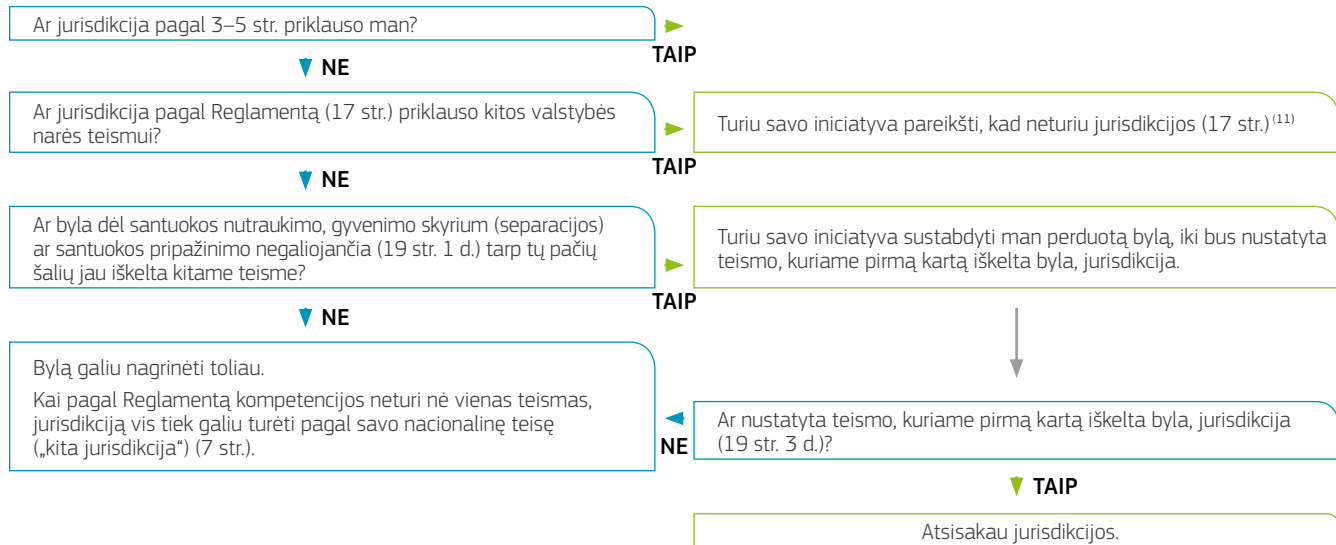 Ar jurisdikcija pagal 3–5 str. priklauso man?
TAIP
NE
Ar jurisdikcija pagal Reglamentą (17 str.) priklauso kitos valstybės
narės teismui?
TAIP
Turiu savo iniciatyva pareikšti, kad neturiu jurisdikcijos (17 str.) (11)
NE
Ar byla dėl santuokos nutraukimo, gyvenimo skyrium (separacijos)
ar santuokos pripažinimo negaliojančia (19 str. 1 d.) tarp tų pačių
šalių jau iškelta kitame teisme?
TAIP
Turiu savo iniciatyva sustabdyti man perduotą bylą, iki bus nustatyta
teismo, kuriame pirmą kartą iškelta byla, jurisdikcija.
NE
Bylą galiu nagrinėti toliau.
Kai pagal Reglamentą kompetencijos neturi nė vienas teismas,
jurisdikciją vis tiek galiu turėti pagal savo nacionalinę teisę
(„kita jurisdikcija“) (7 str.).
NE
Ar nustatyta teismo, kuriame pirmą kartą iškelta byla, jurisdikcija
(19 str. 3 d.)?
TAIP
Atsisakau jurisdikcijos.